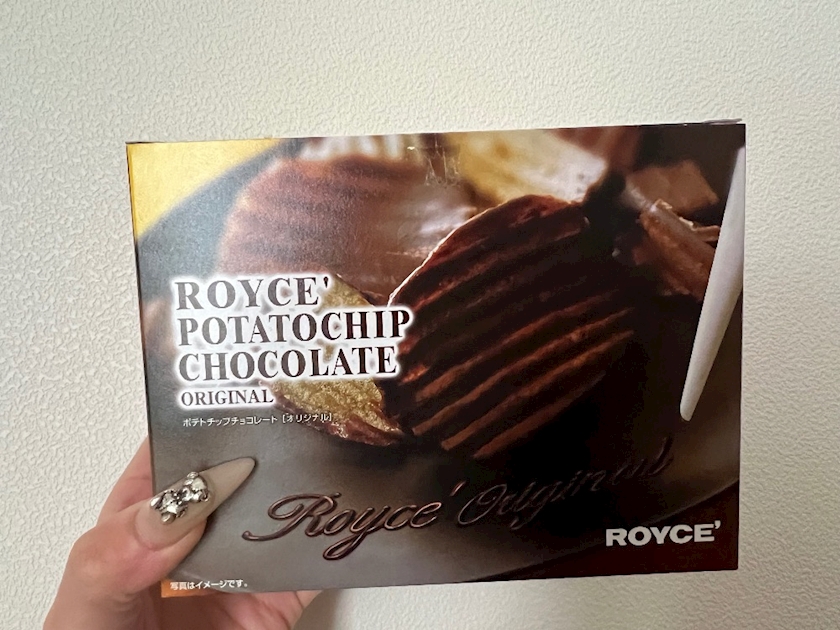 ROYCE'
POTATOCHIP
CHOCOLATE
ORIGINAL
ポテトチップチョコレート [オリジナル]
Royce' Original
ROYCE'
写真はイメージです。